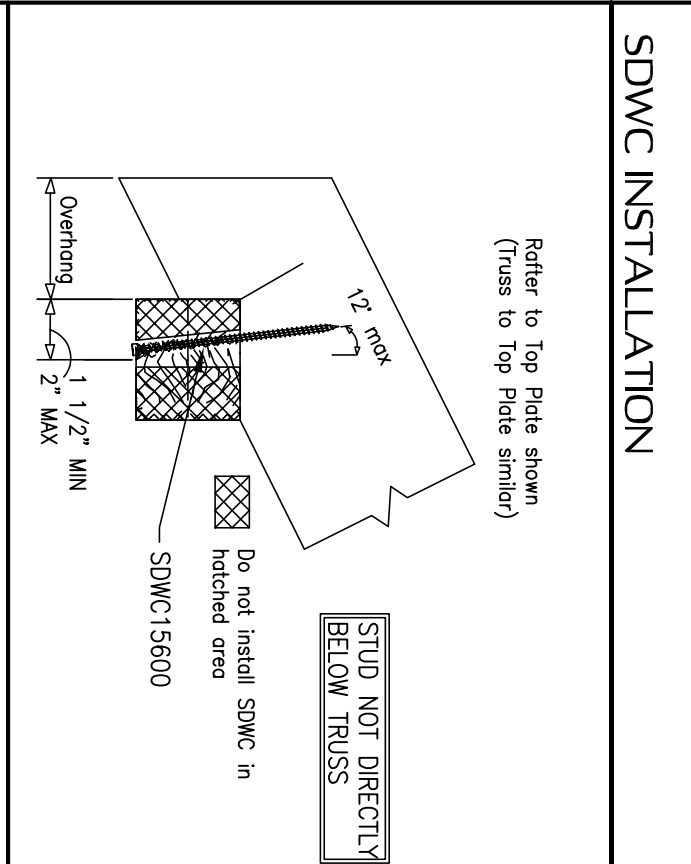 SDWC INSTALLATION
Rafter to Top Plate shown
(Truss to Top Plate similar)
12° max
STUD NOT DIRECTLY
BELOW TRUSS
Overhang
1 1/2" MIN
2" MAX
Do not install SDWC in
hatched area
SDWC15600